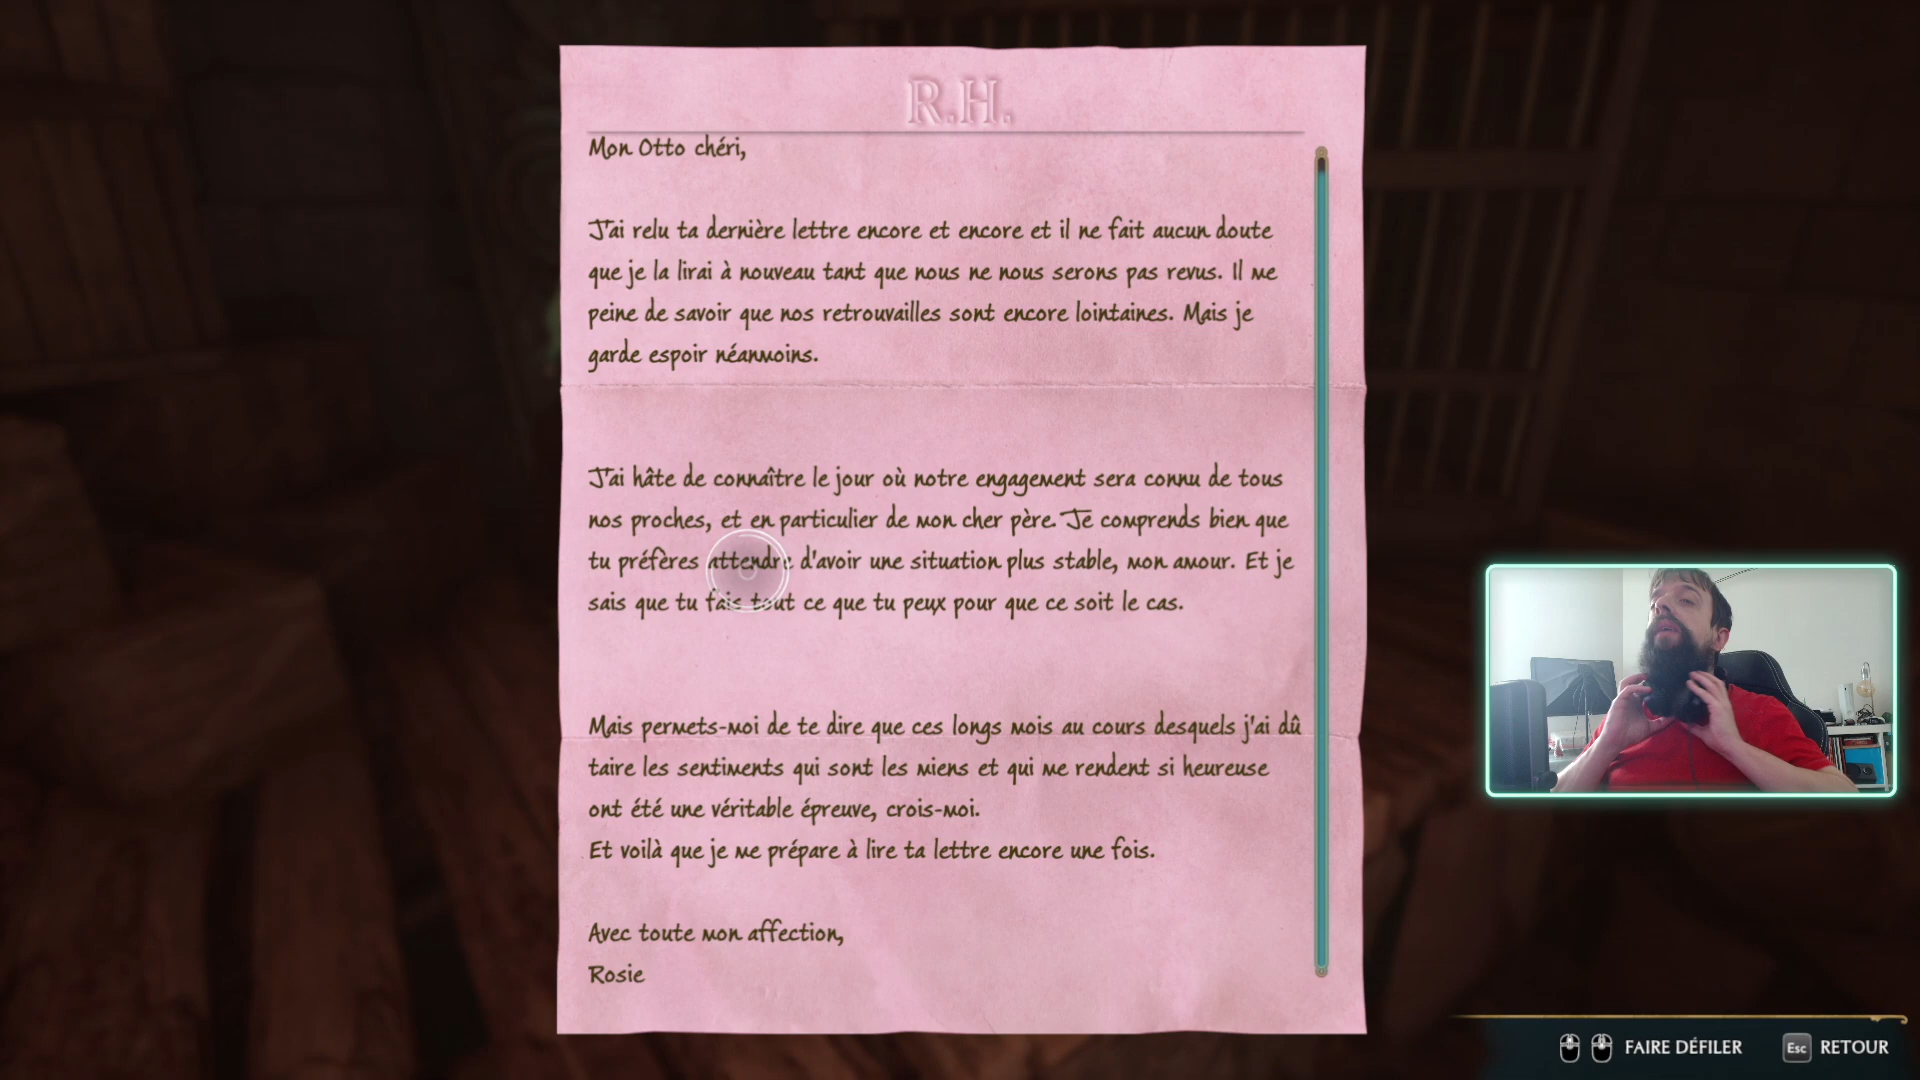 R.H.
Mon Otto chéri,
J'ai relu ta dernière lettre encore et encore et il ne fait aucun doute
que je la lirai à nouveau tant que nous ne nous serons pas revus. Il me
peine de savoir que nos retrouvailles sont encore lointaines. Mais je
garde espoir néanmoins.
J'ai hâte de connaître le jour où notre engagement sera connu de tous
nos proches, et en particulier de mon cher père. Je comprends bien que
tu préfères attendre d'avoir une situation plus stable, mon amour. Et je
sais que tu fais tout ce que tu peux pour que ce soit le cas.
Mais permets-moi de te dire que ces longs mois au cours desquels j'ai dû
taire les sentiments qui sont les miens et qui me rendent si heureuse
ont été une véritable épreuve, crois-moi.
Et voilà que je me prépare à lire ta lettre encore une fois.
Avec toute mon affection,
Rosie
FAIRE DÉFILER
Esc RETOUR